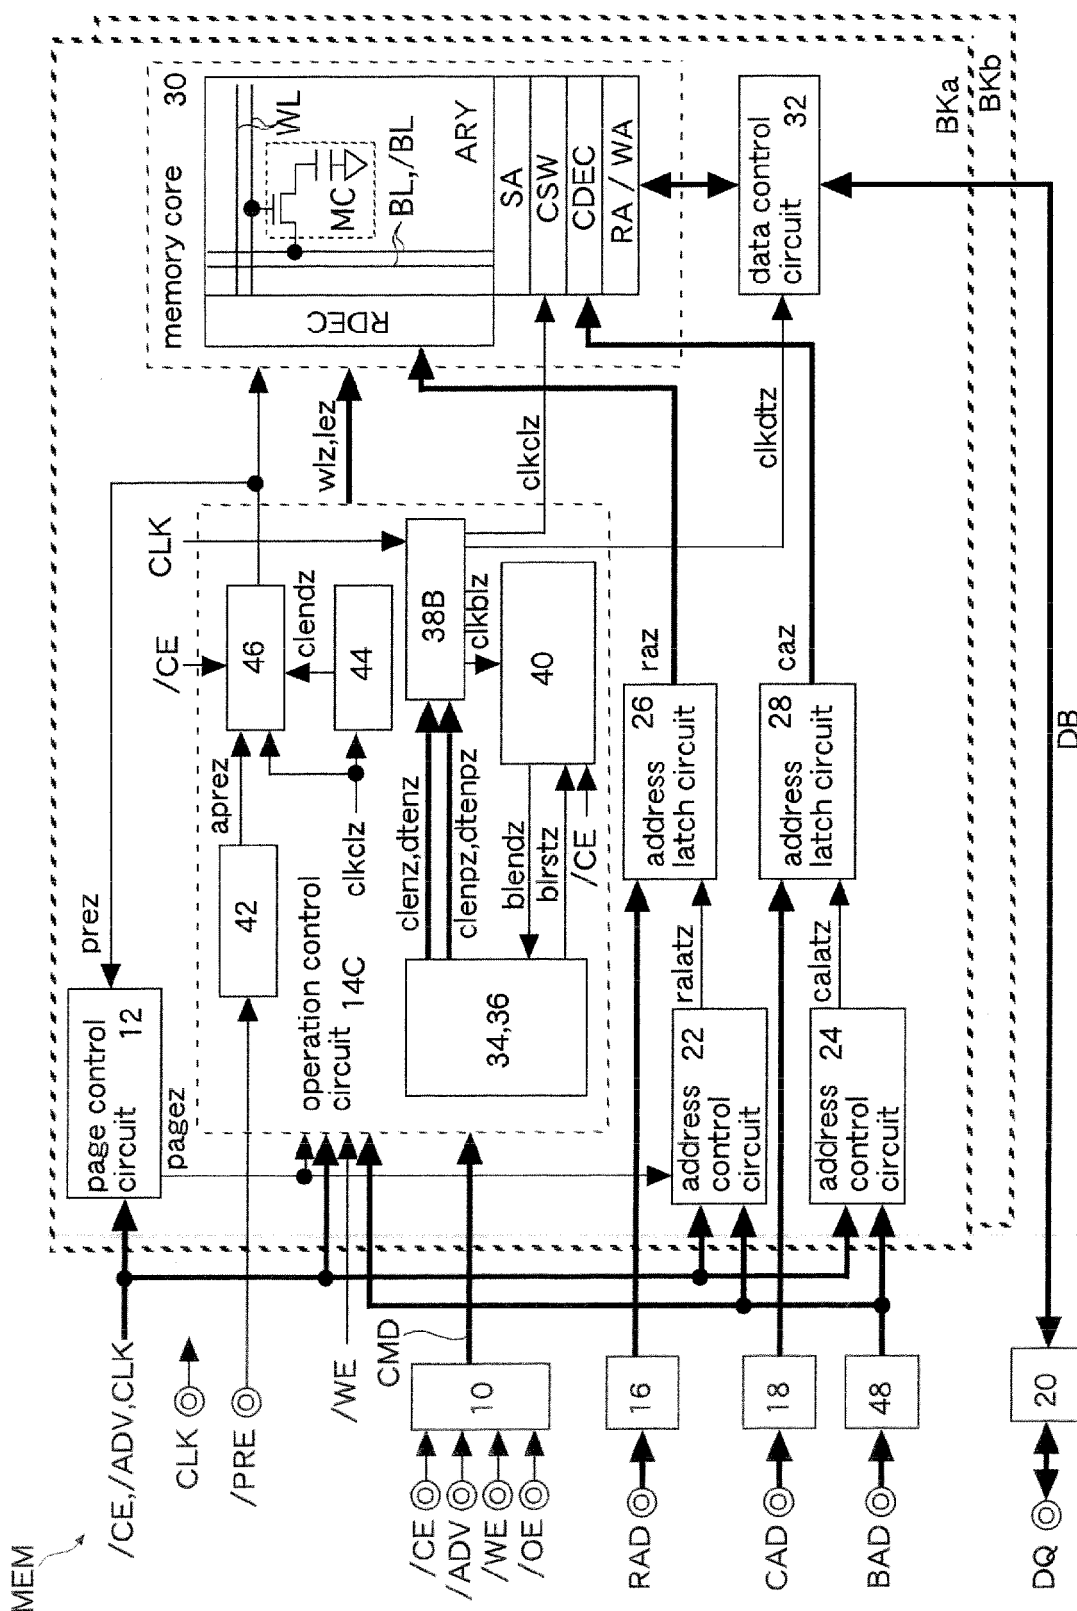 MEM
/CE,/ADV,CLK
CLK
/PRE
/WE
CMD
/CE
/ADV
/WE
/OE
10
RAD
16
CAD
18
BAD
48
DQ
20
DB
page control
circuit 12
pagez
prez
operation control
circuit 14C
42
aprez
/CE
46
CLK
clendz
44
clkclz
38B
clkblz
40
clenz,dtenz
clenpz,dtenpz
blendz
blrstz
/CE
34,36
wlz,lez
clkclz
clkdtz
address 22
control
circuit
ralatz
address 26
latch circuit
raz
address 24
control
circuit
calatz
address 28
latch circuit
caz
memory core 30
WL
MC
BL,/BL
ARY
RDEC
SA
CSW
CDEC
RA / WA
data control
circuit 32
BKa
BKb